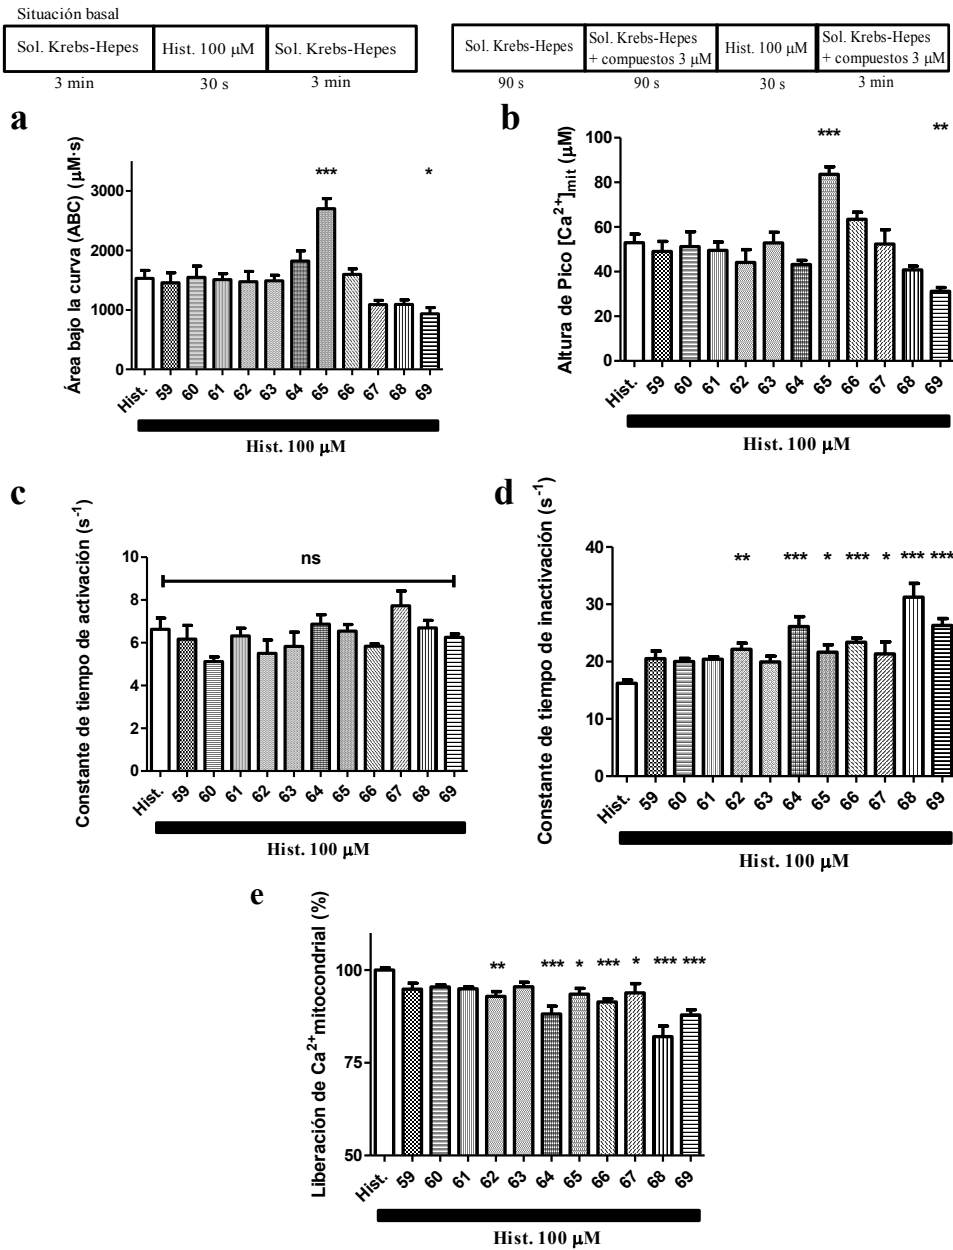 Situación basal
Sol. Krebs-Hepes
Hist. 100 μM
Sol. Krebs-Hepes
3 min
30 s
3 min
Sol. Krebs-Hepes
Sol. Krebs-Hepes
+ compuestos 3 μM
Hist. 100 μM
Sol. Krebs-Hepes
+ compuestos 3 μM
90 s
90 s
30 s
3 min
a
Área bajo la curva (ABC) (μM·s)
3000
2000
1000
0
***
*
Hist. 59 60 61 62 63 64 65 66 67 68 69
Hist. 100 μM
b
Altura de Pico [Ca²⁺]mit (μM)
100
80
60
40
20
0
***
**
Hist. 59 60 61 62 63 64 65 66 67 68 69
Hist. 100 μM
c
Constante de tiempo de activación (s⁻¹)
10
8
6
4
2
0
ns
Hist. 59 60 61 62 63 64 65 66 67 68 69
Hist. 100 μM
d
Constante de tiempo de inactivación (s⁻¹)
40
30
20
10
0
** *** * *** * *** ***
Hist. 59 60 61 62 63 64 65 66 67 68 69
Hist. 100 μM
e
Liberación de Ca²⁺mitocondrial (%)
100
75
50
** *** * *** * *** ***
Hist. 59 60 61 62 63 64 65 66 67 68 69
Hist. 100 μM